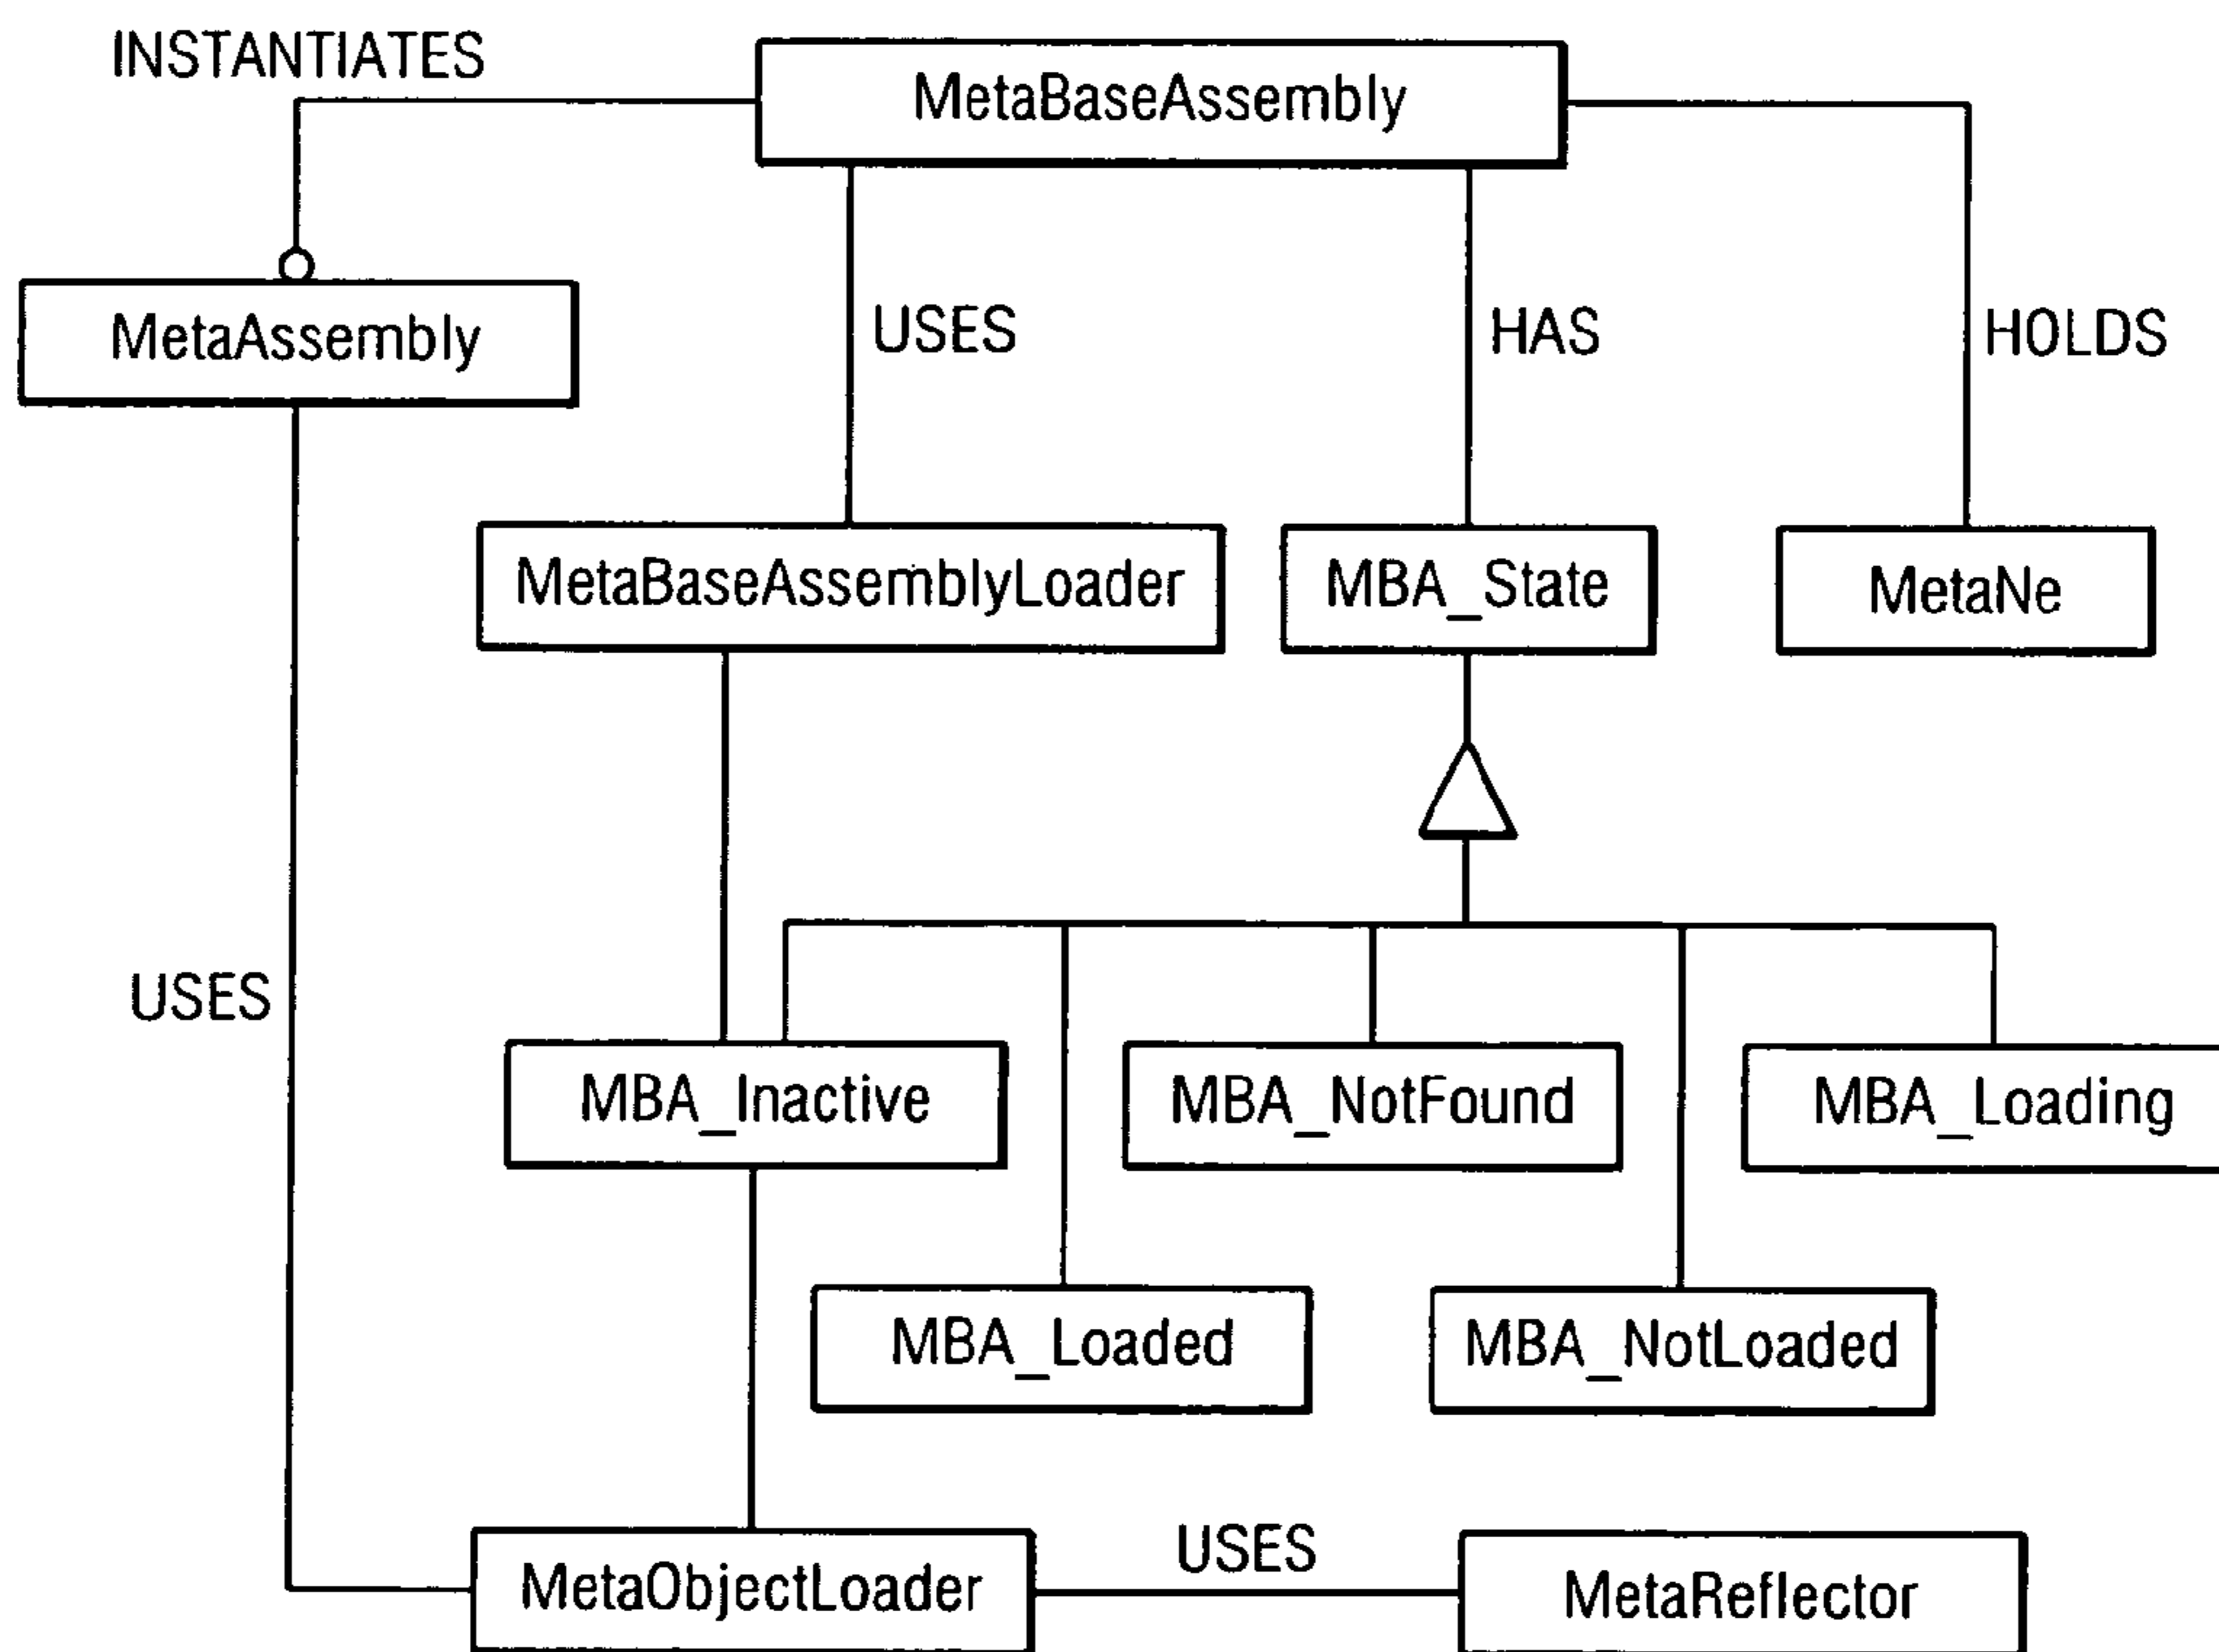 INSTANTIATES
MetaBaseAssembly
MetaAssembly
USES
HAS
HOLDS
MetaBaseAssemblyLoader
MBA_State
MetaNe
USES
MBA_Inactive
MBA_NotFound
MBA_Loading
MBA_Loaded
MBA_NotLoaded
MetaObjectLoader
USES
MetaReflector